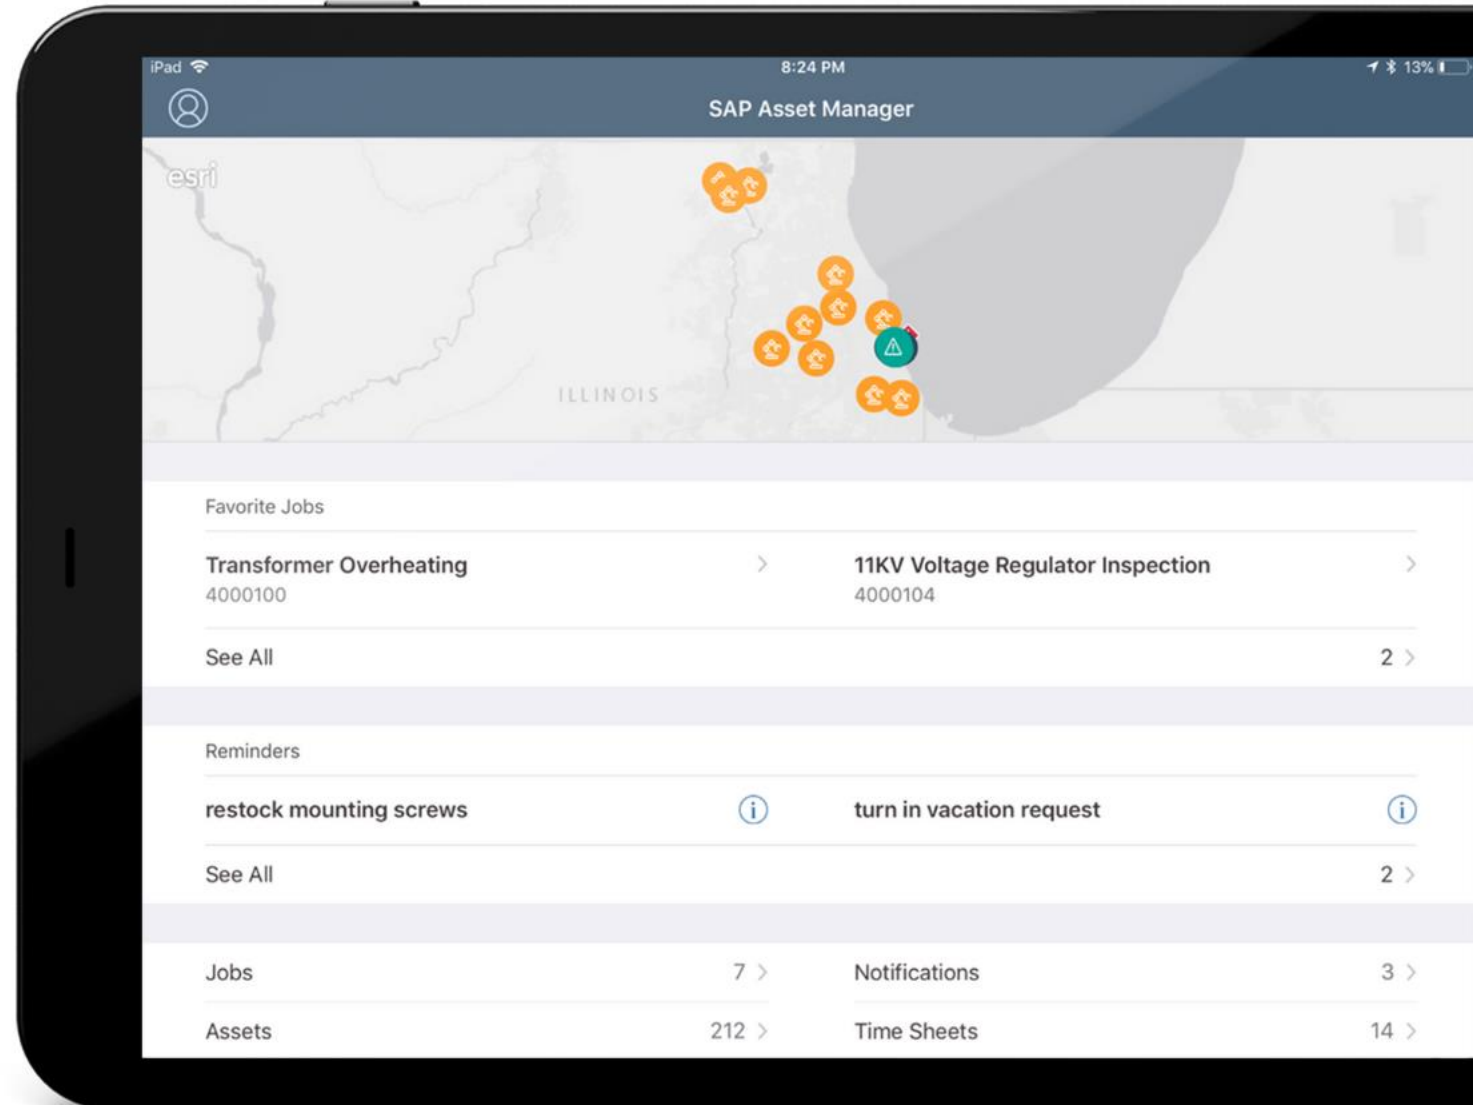 iPad 8:24 PM 13%
SAP Asset Manager
esri
ILLINOIS
Favorite Jobs
Transformer Overheating 11KV Voltage Regulator Inspection
4000100 4000104
See All 2
Reminders
restock mounting screws turn in vacation request
See All 2
Jobs 7 Notifications 3
Assets 212 Time Sheets 14